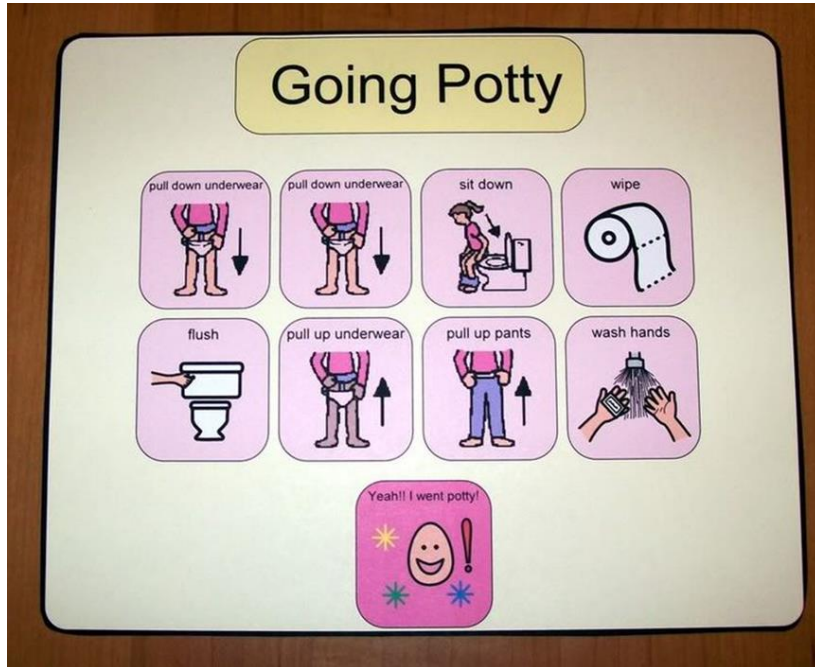 Going Potty
pull down underwear
pull down underwear
sit down
wipe
flush
pull up underwear
pull up pants
wash hands
Yeah!! I went potty!